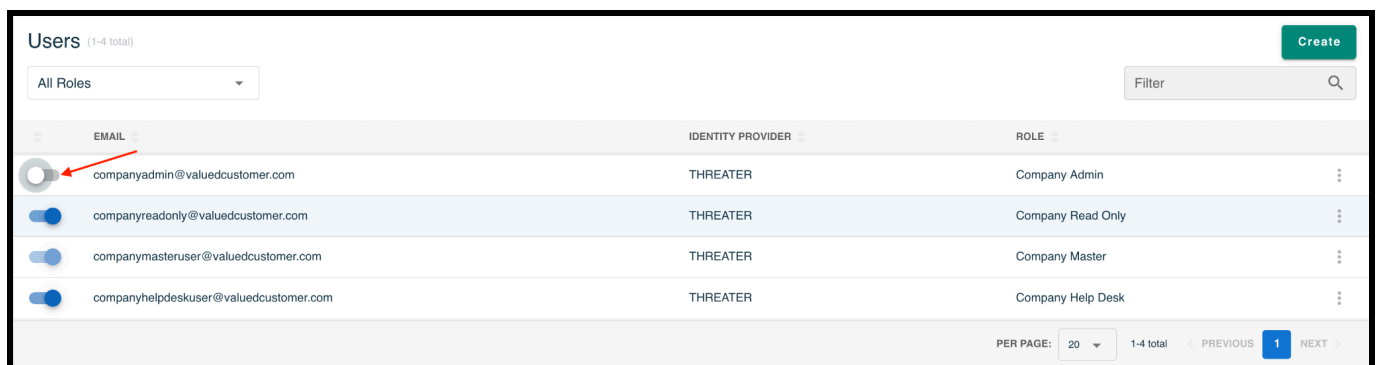 Users (1-4 total)
Create
All Roles
Filter
EMAIL IDENTITY PROVIDER ROLE
companyadmin@valuedcustomer.com THREATER Company Admin
companyreadonly@valuedcustomer.com THREATER Company Read Only
companymasteruser@valuedcustomer.com THREATER Company Master
companyhelpdeskuser@valuedcustomer.com THREATER Company Help Desk
PER PAGE: 20 1-4 total < PREVIOUS 1 NEXT >